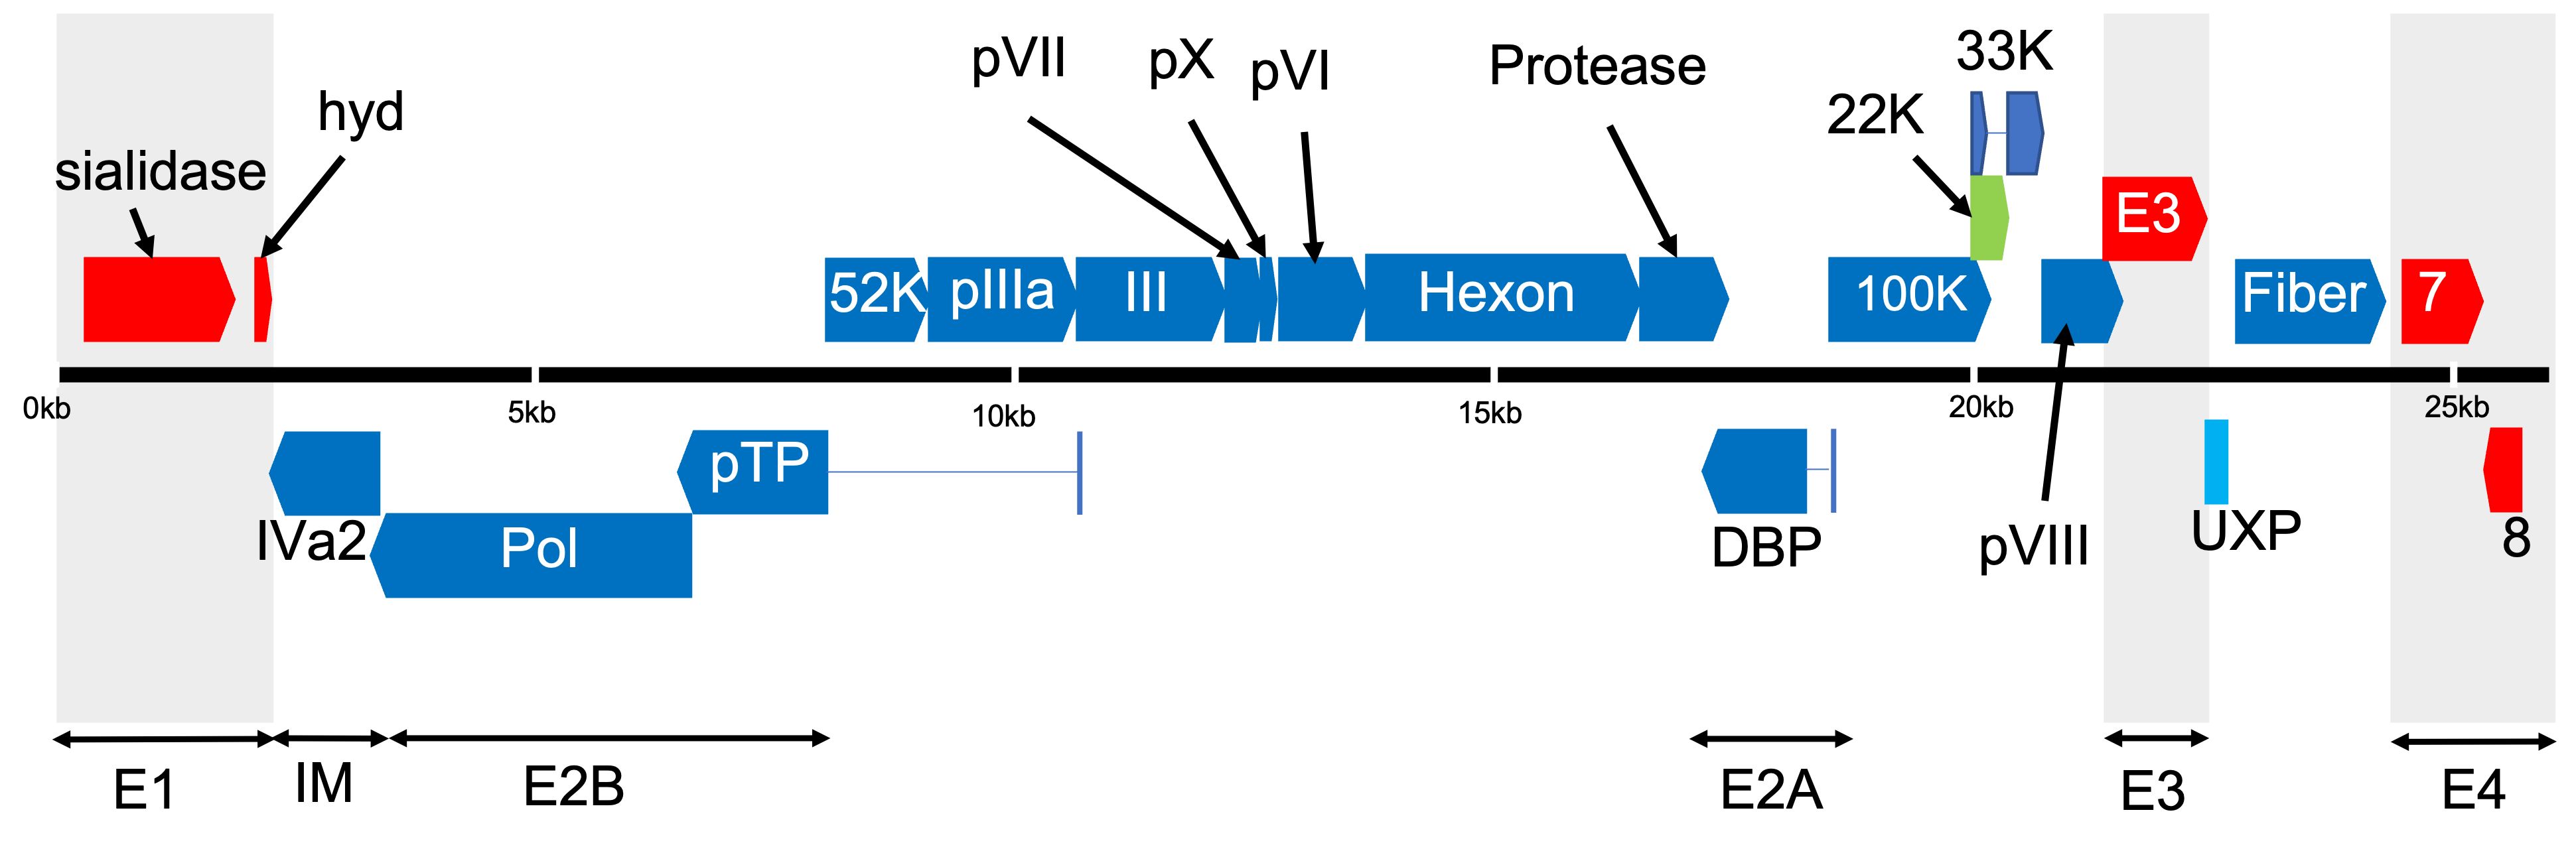 33K
pVII
pX
pVI
Protease
hyd
22K
sialidase
E3
52K
pIIIa
III
Hexon
100K
Fiber
7
0kb
5kb
10kb
15kb
20kb
25kb
pTP
IVa2
Pol
DBP
pVIII
UXP
8
E1
IM
E2B
E2A
E3
E4